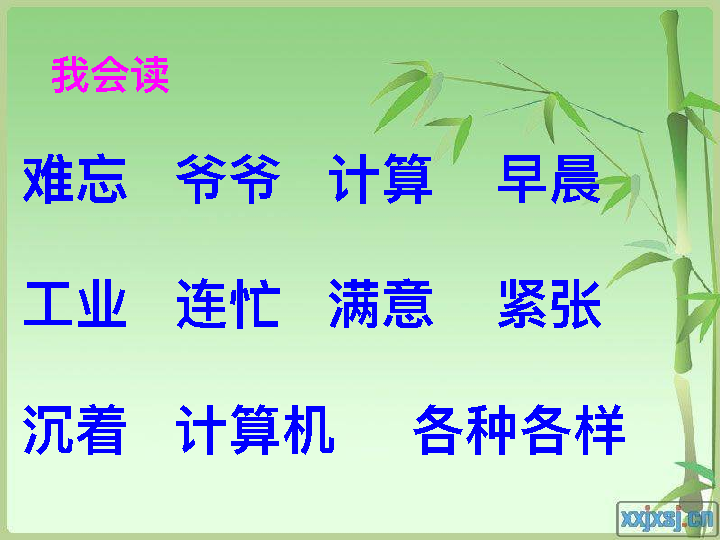 我会读
难忘 爷爷 计算 早晨
工业 连忙 满意 紧张
沉着 计算机 各种各样
xxjxsj.cn